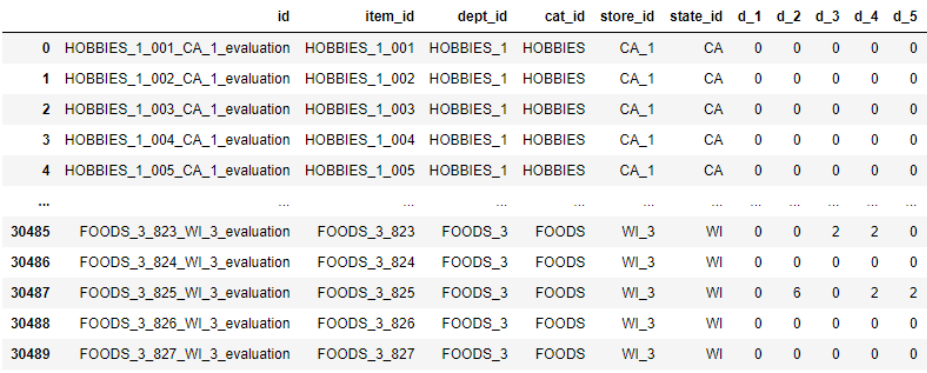 id item_id dept_id cat_id store_id state_id d_1 d_2 d_3 d_4 d_5
0 HOBBIES_1_001_CA_1_evaluation HOBBIES_1_001 HOBBIES_1 HOBBIES CA_1 CA 0 0 0 0 0
1 HOBBIES_1_002_CA_1_evaluation HOBBIES_1_002 HOBBIES_1 HOBBIES CA_1 CA 0 0 0 0 0
2 HOBBIES_1_003_CA_1_evaluation HOBBIES_1_003 HOBBIES_1 HOBBIES CA_1 CA 0 0 0 0 0
3 HOBBIES_1_004_CA_1_evaluation HOBBIES_1_004 HOBBIES_1 HOBBIES CA_1 CA 0 0 0 0 0
4 HOBBIES_1_005_CA_1_evaluation HOBBIES_1_005 HOBBIES_1 HOBBIES CA_1 CA 0 0 0 0 0
... ... ... ... ... ... ... ... ... ... ... ...
30485 FOODS_3_823_WI_3_evaluation FOODS_3_823 FOODS_3 FOODS WI_3 WI 0 0 2 2 0
30486 FOODS_3_824_WI_3_evaluation FOODS_3_824 FOODS_3 FOODS WI_3 WI 0 0 0 0 0
30487 FOODS_3_825_WI_3_evaluation FOODS_3_825 FOODS_3 FOODS WI_3 WI 0 6 0 2 2
30488 FOODS_3_826_WI_3_evaluation FOODS_3_826 FOODS_3 FOODS WI_3 WI 0 0 0 0 0
30489 FOODS_3_827_WI_3_evaluation FOODS_3_827 FOODS_3 FOODS WI_3 WI 0 0 0 0 0